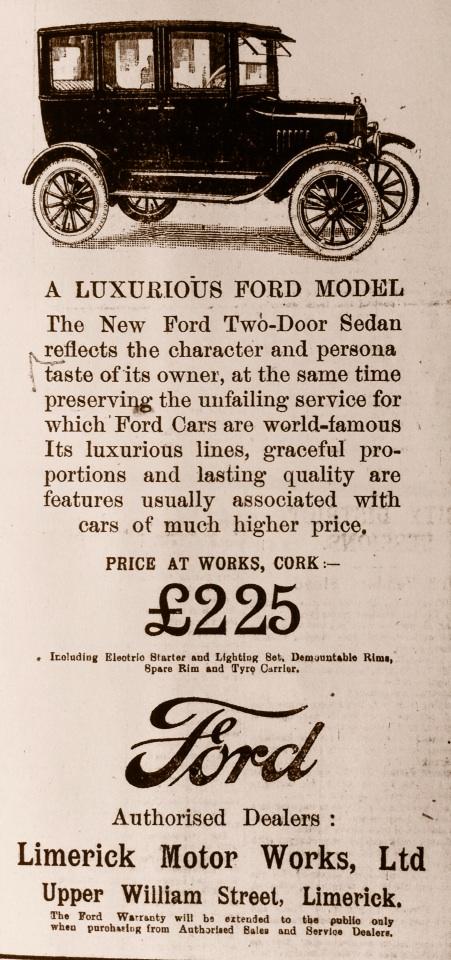 A LUXURIOUS FORD MODEL
The New Ford Two-Door Sedan
reflects the character and persona
taste of its owner, at the same time
preserving the unfailing service for
which Ford Cars are world-famous
Its luxurious lines, graceful pro-
portions and lasting quality are
features usually associated with
cars of much higher price.
PRICE AT WORKS, CORK :—
£225
Including Electric Starter and Lighting Set, Demountable Rims,
Spare Rim and Tyre Carrier.
Ford
Authorised Dealers :
Limerick Motor Works, Ltd
Upper William Street, Limerick.
The Ford Warranty will be extended to the public only
when purchasing from Authorised Sales and Service Dealers.